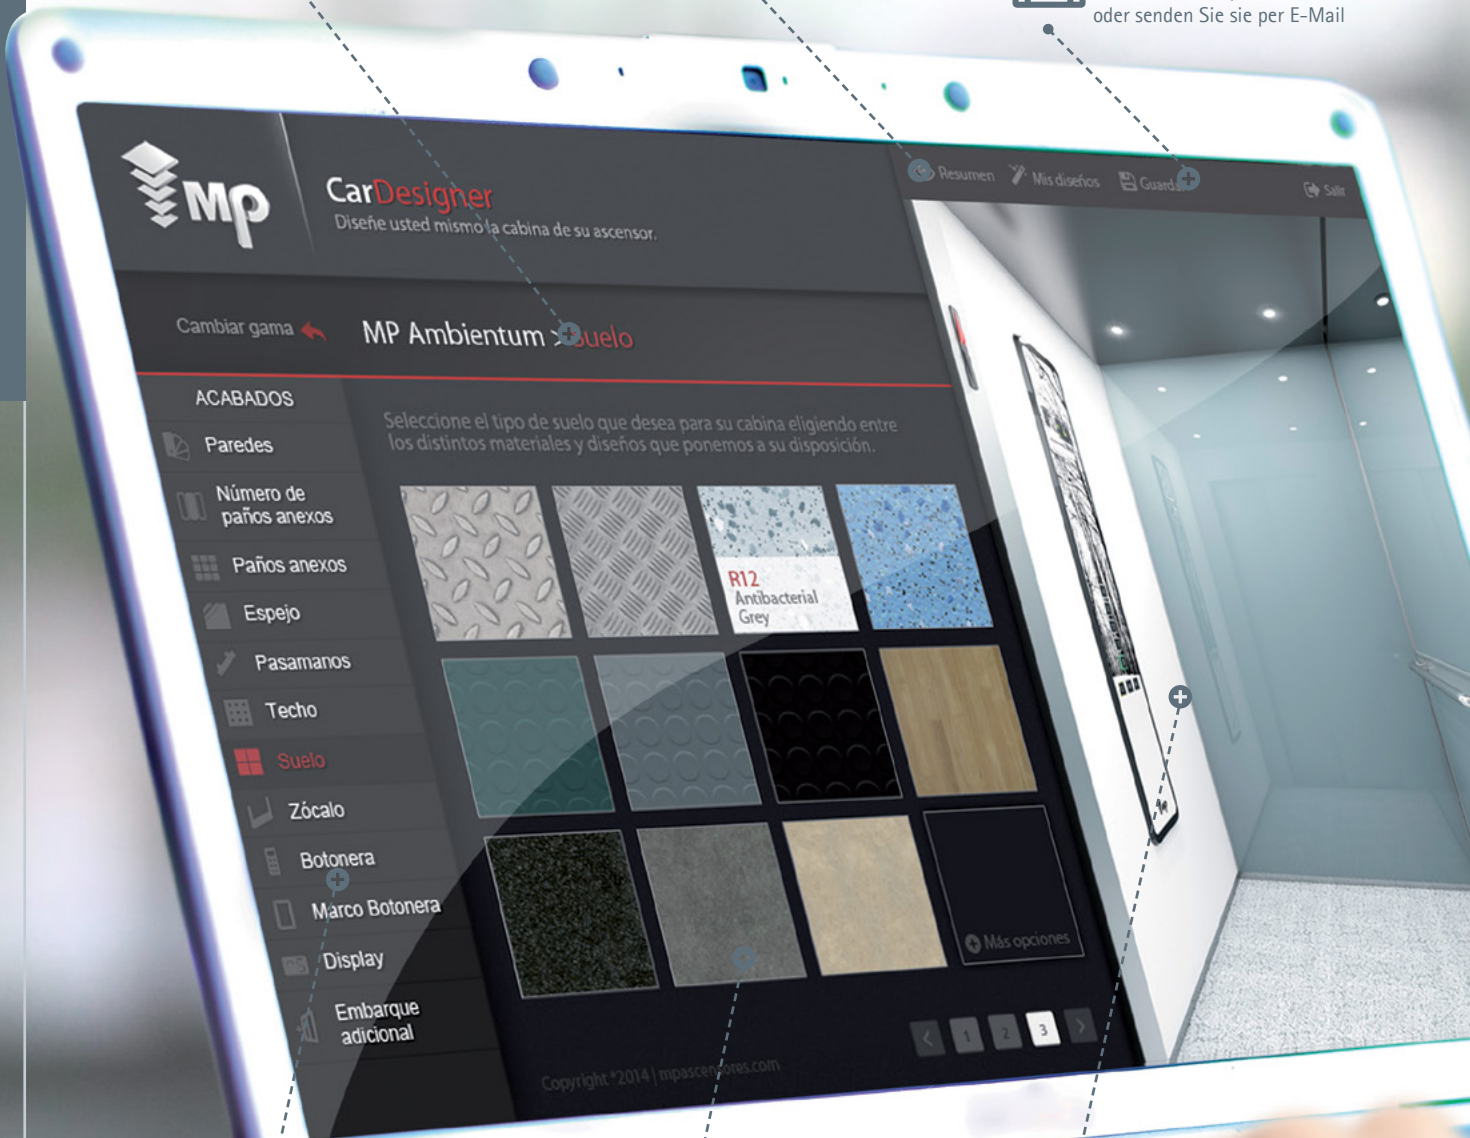 oder senden Sie sie per E-Mail
MP
CarDesigner
Diseñe usted mismo la cabina de su ascensor.
Resumen
Mis diseños
Guardar
Salir
Cambiar gama
MP Ambientum > Suelo
ACABADOS
Paredes
Número de
paños anexos
Paños anexos
Espejo
Pasamanos
Techo
Suelo
Zócalo
Botonera
Marco Botonera
Display
Embarque
adicional
Seleccione el tipo de suelo que desea para su cabina eligiendo entre
los distintos materiales y diseños que ponemos a su disposición.
R12
Antibacterial
Grey
Más opciones
< 1 2 3 >
Copyright ®2014 | mpascensores.com